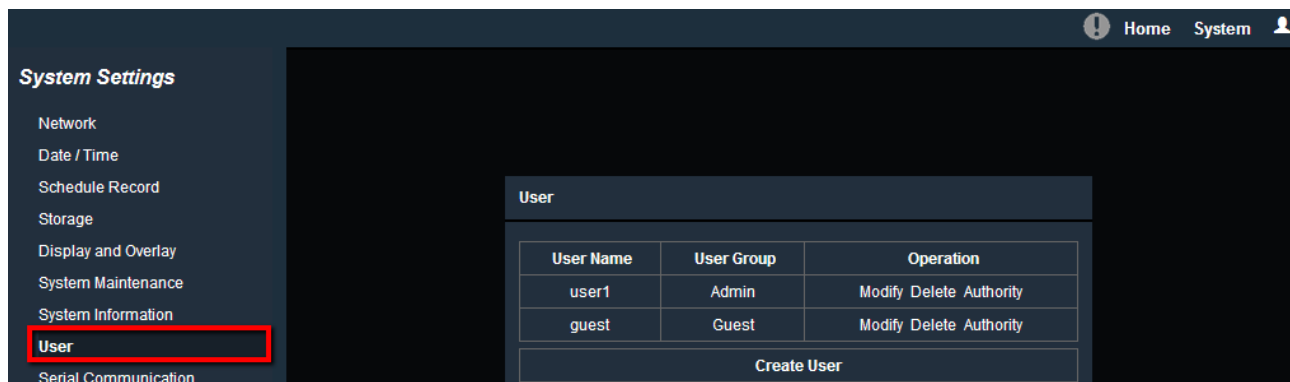 Home System
System Settings
Network
Date / Time
Schedule Record
Storage
Display and Overlay
System Maintenance
System Information
User
Serial Communication
User
User Name User Group Operation
user1 Admin Modify Delete Authority
guest Guest Modify Delete Authority
Create User